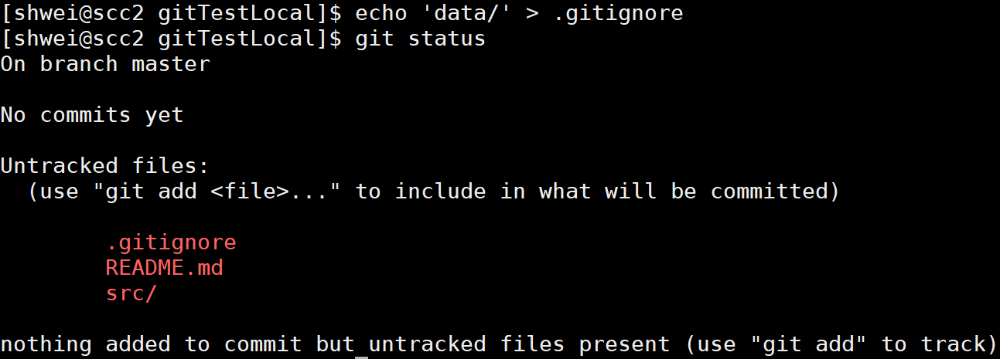 [shwei@scc2 gitTestLocal]$ echo 'data/' > .gitignore
[shwei@scc2 gitTestLocal]$ git status
On branch master
No commits yet
Untracked files:
  (use "git add <file>..." to include in what will be committed)
        .gitignore
        README.md
        src/
nothing added to commit but untracked files present (use "git add" to track)